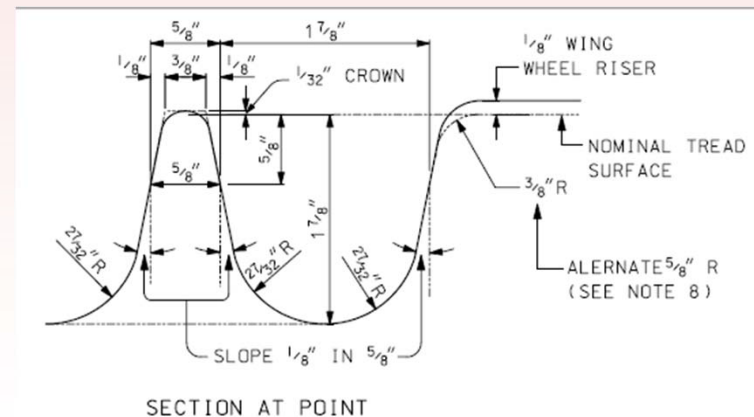 5/8"
1 7/8"
1/8" 3/8" 1/8"
1/32" CROWN
1/8" WING
WHEEL RISER
5/8"
NOMINAL TREAD
SURFACE
5/8"
3/8" R
1 7/8"
27/32" R
27/32" R
27/32" R
ALERNATE 5/8" R
(SEE NOTE 8)
SLOPE 1/8" IN 5/8"
SECTION AT POINT